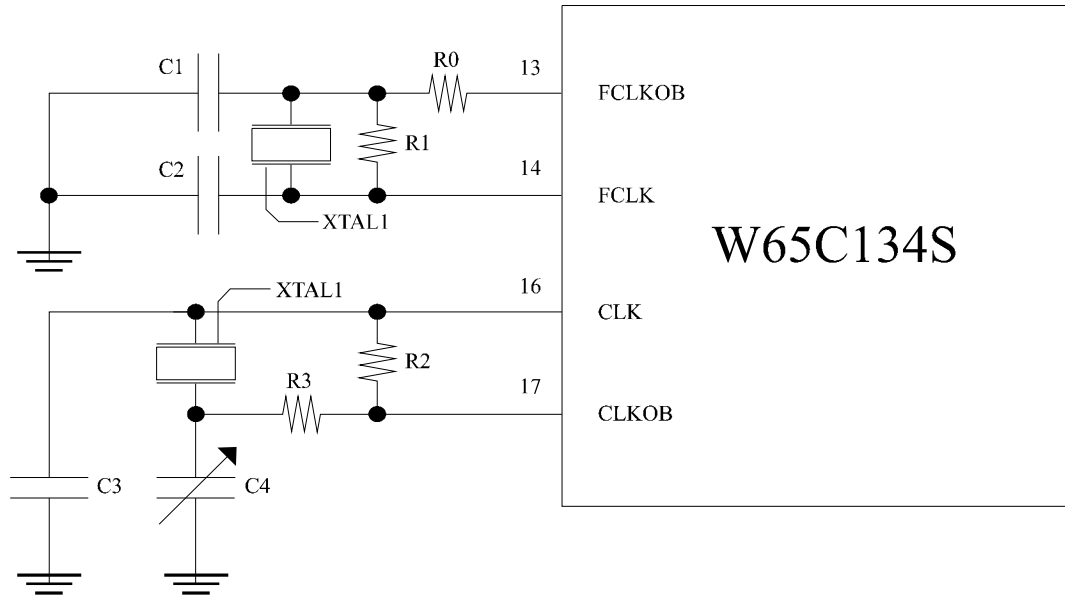 R0
C1
13
FCLKOB
R1
C2
14
FCLK
XTAL1
W65C134S
16
XTAL1
CLK
R2
R3
17
CLKOB
C3
C4